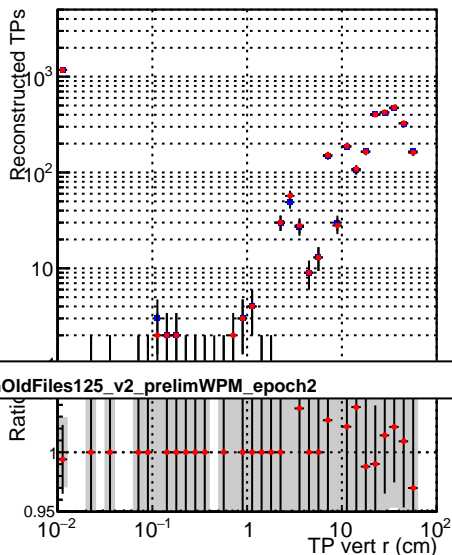 Reconstructed TPs
10³
10²
10
OldFiles125_v2_prelimWPM_epoch2
Ratio
1
0.95
10⁻² 10⁻¹ 1 10 10²
TP vert r (cm)